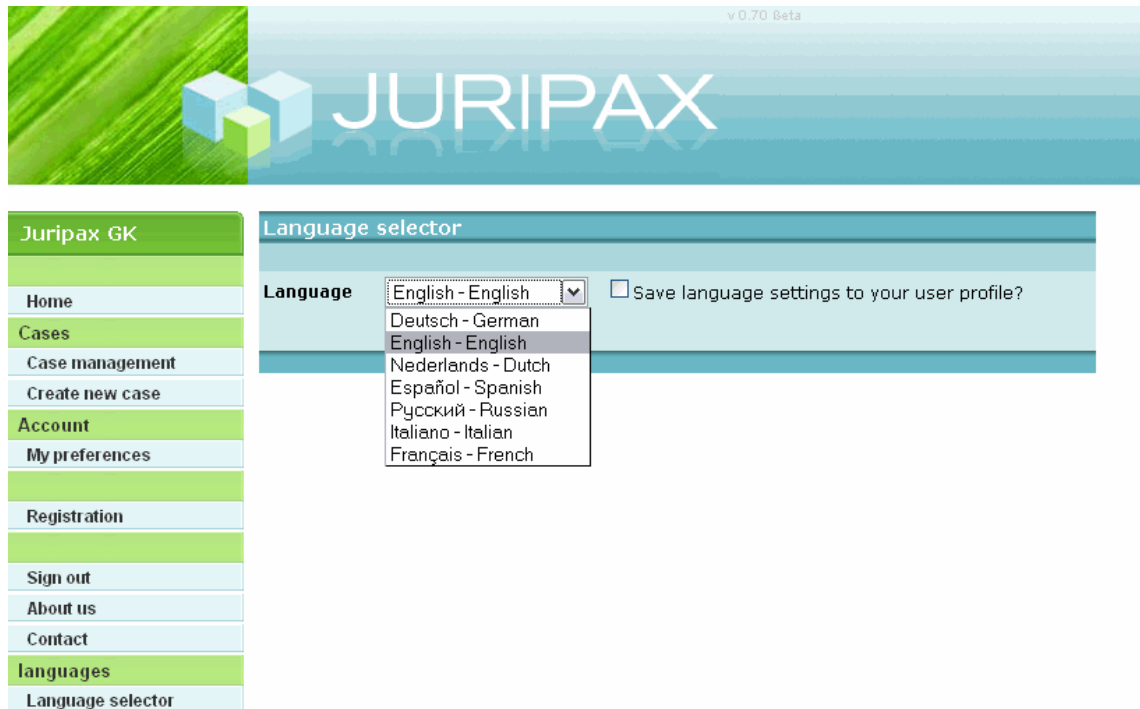 v 0.70 Beta
JURIPAX
Juripax GK
Home
Cases
Case management
Create new case
Account
My preferences
Registration
Sign out
About us
Contact
languages
Language selector
Language selector
Language English - English Save language settings to your user profile?
Deutsch - German
English - English
Nederlands - Dutch
Español - Spanish
Русский - Russian
Italiano - Italian
Français - French